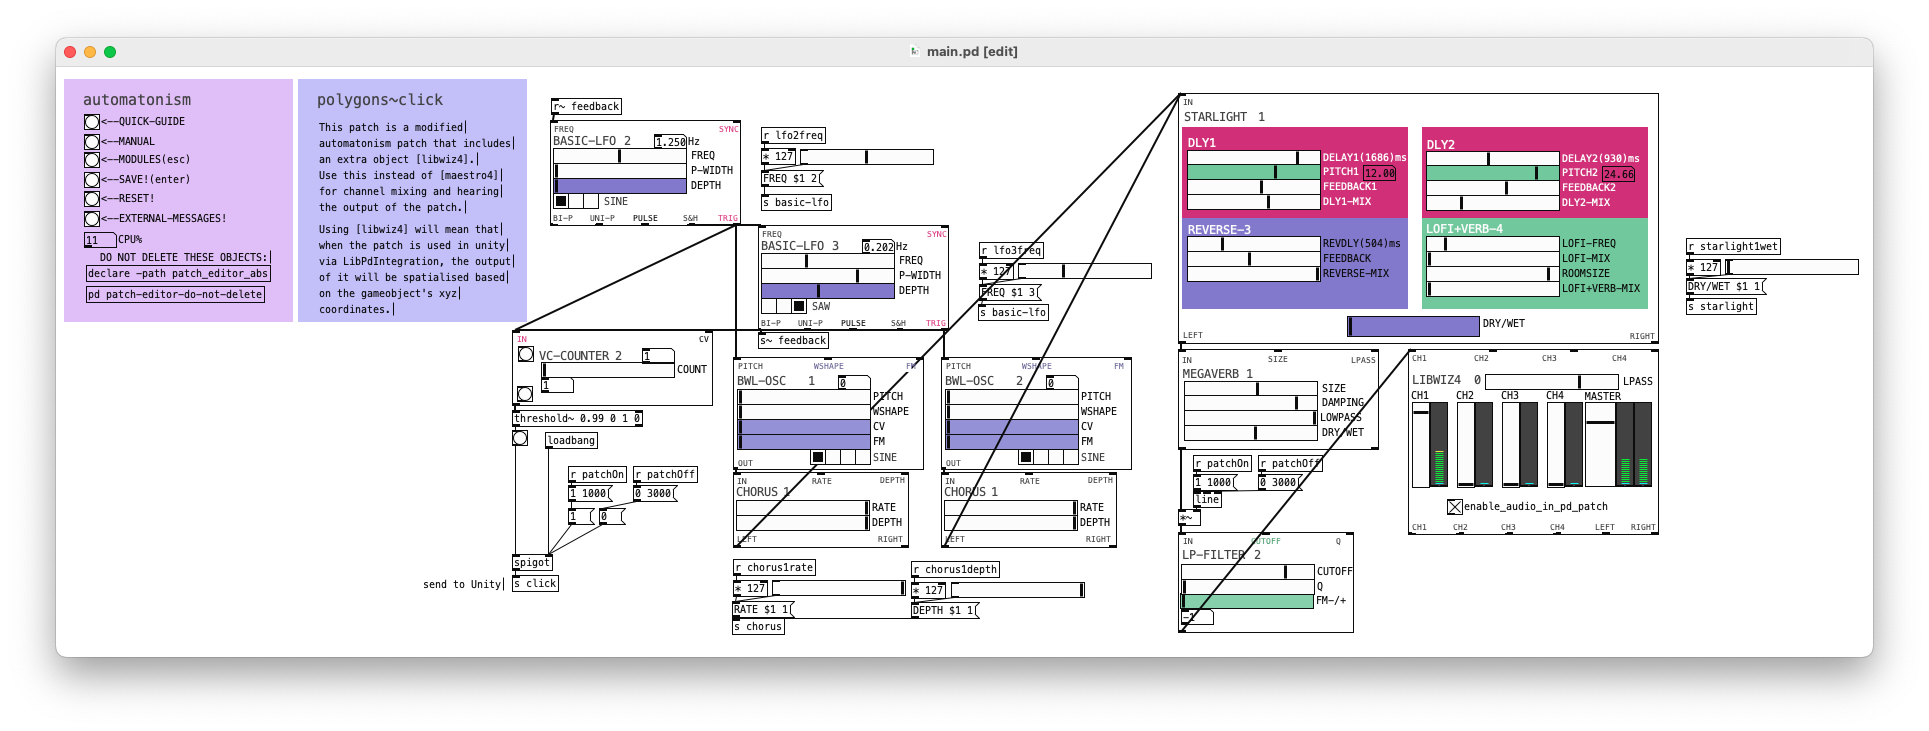 main.pd [edit]
automatonism
<--QUICK-GUIDE
<--MANUAL
<--MODULES(esc)
<--SAVE!(enter)
<--RESET!
<--EXTERNAL-MESSAGES!
11 CPU%
DO NOT DELETE THESE OBJECTS:
declare -path patch_editor_abs
pd patch-editor-do-not-delete
polygons~click
This patch is a modified
automatonism patch that includes
an extra object [libwiz4].
Use this instead of [maestro4]
for channel mixing and hearing
the output of the patch.
Using [libwiz4] will mean that
when the patch is used in unity
via LibPdIntegration, the output
of it will be spatialised based
on the gameobject's xyz
coordinates.
r~ feedback
FREQ SYNC
BASIC-LFO 2 1.250 Hz
FREQ
P-WIDTH
DEPTH
SINE
BI-P UNI-P PULSE S&H TRIG
r lfo2freq
* 127
FREQ $1 2
s basic-lfo
FREQ SYNC
BASIC-LFO 3 0.202 Hz
FREQ
P-WIDTH
DEPTH
SAW
BI-P UNI-P PULSE S&H TRIG
s~ feedback
r lfo3freq
* 127
FREQ $1 3
s basic-lfo
IN CV
VC-COUNTER 2 1
COUNT
1
threshold~ 0.99 0 1 0
loadbang
r patchOn r patchOff
1 1000 0 3000
1 0
spigot
send to Unity s click
PITCH WSHAPE FM
BWL-OSC 1 0
PITCH
WSHAPE
CV
FM
SINE
OUT
IN RATE DEPTH
CHORUS 1
RATE
DEPTH
LEFT RIGHT
PITCH WSHAPE FM
BWL-OSC 2 0
PITCH
WSHAPE
CV
FM
SINE
OUT
IN RATE DEPTH
CHORUS 1
RATE
DEPTH
LEFT RIGHT
r chorus1rate
* 127
RATE $1 1
s chorus
r chorus1depth
* 127
DEPTH $1 1
IN
STARLIGHT 1
DLY1
DELAY1(1686)ms
PITCH1 12.00
FEEDBACK1
DLY1-MIX
DLY2
DELAY2(930)ms
PITCH2 24.66
FEEDBACK2
DLY2-MIX
REVERSE-3
REVDLY(504)ms
FEEDBACK
REVERSE-MIX
LOFI+VERB-4
LOFI-FREQ
LOFI-MIX
ROOMSIZE
LOFI+VERB-MIX
DRY/WET
LEFT RIGHT
r starlight1wet
* 127
DRY/WET $1 1
s starlight
IN SIZE LPASS
MEGAVERB 1
SIZE
DAMPING
LOWPASS
DRY/WET
r patchOn r patchOff
1 1000 0 3000
line
*~
IN CUTOFF Q
LP-FILTER 2
CUTOFF
Q
FM-/+
-1
CH1 CH2 CH3 CH4
LIBWIZ4 0 LPASS
CH1 CH2 CH3 CH4 MASTER
enable_audio_in_pd_patch
CH1 CH2 CH3 CH4 LEFT RIGHT